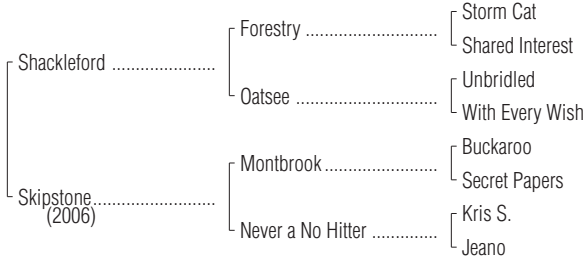 Storm Cat
Forestry ..........................
Shared Interest
Shackleford ......................
Unbridled
Oatsee ............................
With Every Wish
Buckaroo
Montbrook ......................
Secret Papers
Skipstone..........................
(2006)
Kris S.
Never a No Hitter .............
Jeano